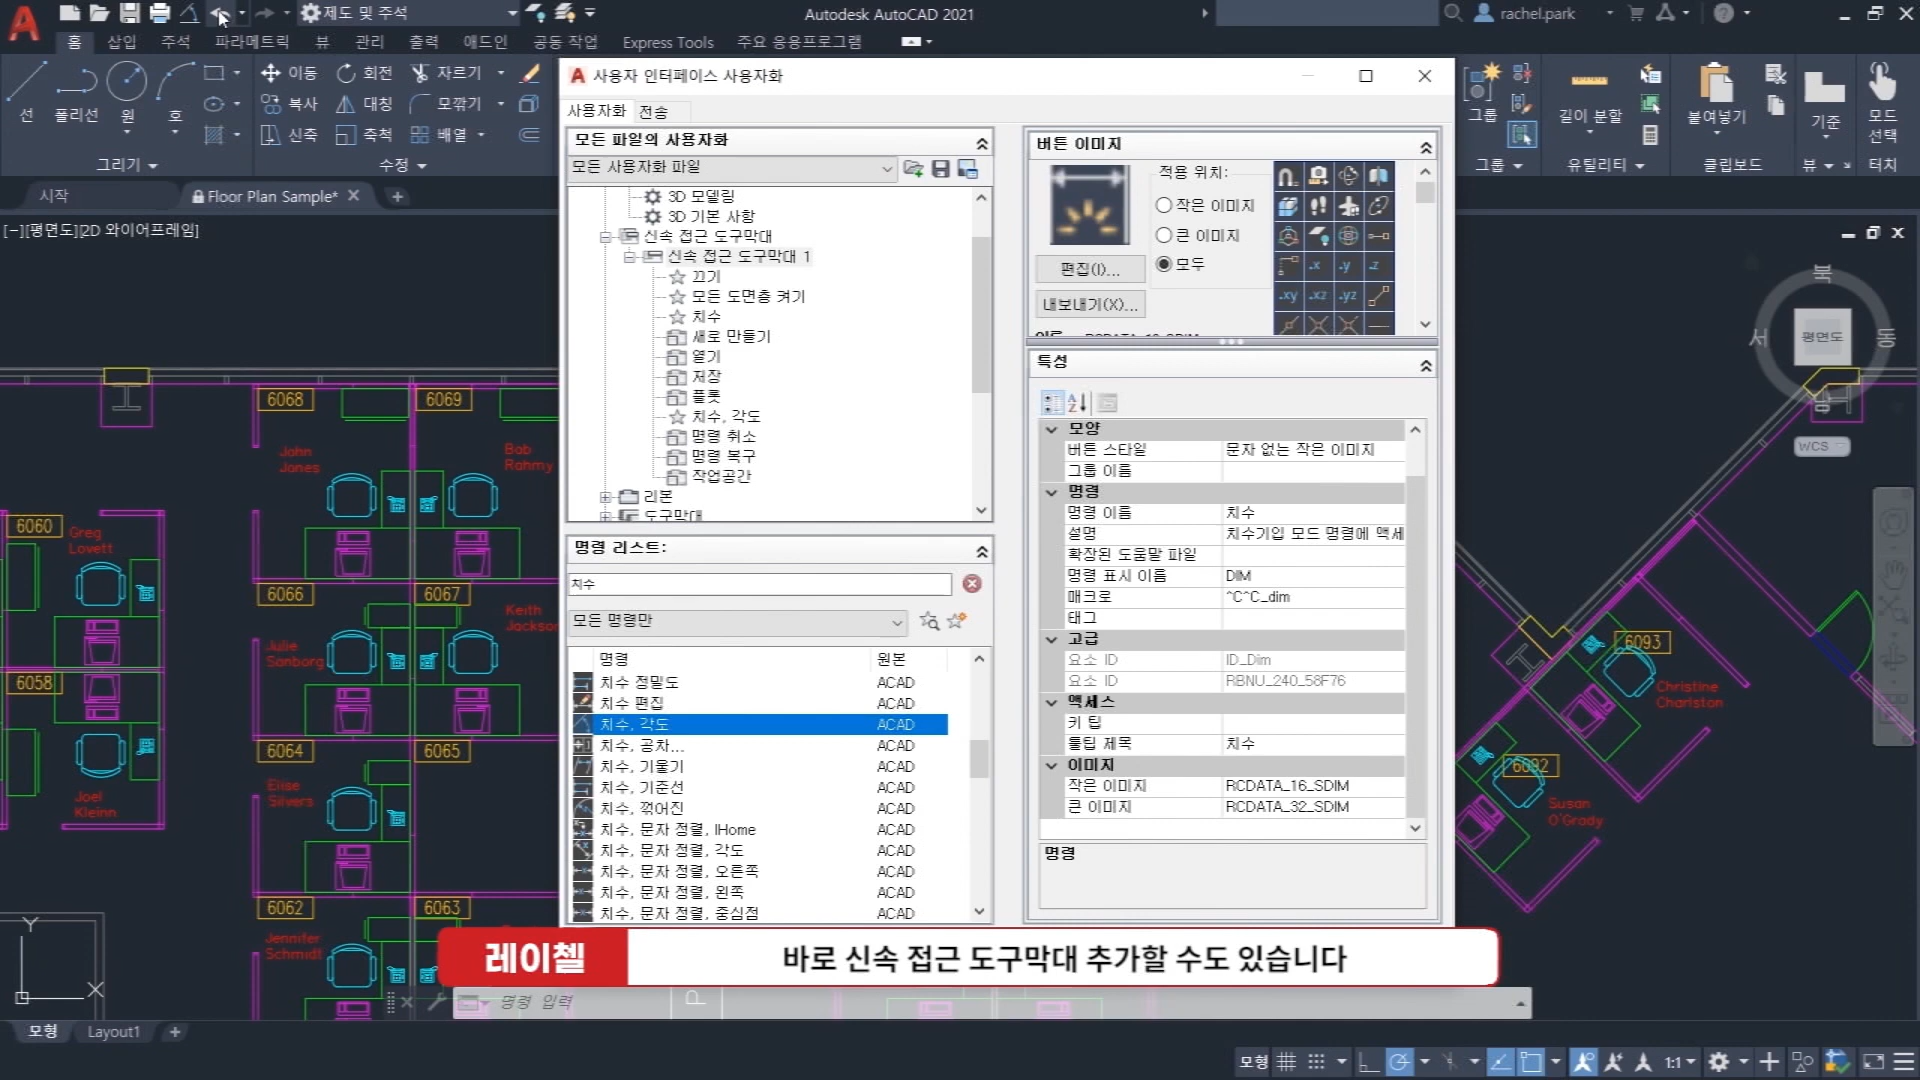 제도 및 주석
Autodesk AutoCAD 2021
rachel.park
홈 삽입 주석 파라메트릭 뷰 관리 출력 애드인 공동 작업 Express Tools 주요 응용프로그램
선 폴리선 원 호
이동 회전 자르기
복사 대칭 모깎기
신축 축척 배열
그리기 수정
그룹 길이 분할 붙여넣기 기준 모드 선택
그룹 유틸리티 클립보드 뷰 터치
시작 Floor Plan Sample*
[−][평면도][2D 와이어프레임]
사용자 인터페이스 사용자화
사용자화 전송
모든 파일의 사용자화
모든 사용자화 파일
3D 모델링
3D 기본 사항
신속 접근 도구막대
신속 접근 도구막대 1
끄기
모든 도면층 켜기
치수
새로 만들기
열기
저장
플롯
치수, 각도
명령 취소
명령 복구
작업공간
리본
도구막대
명령 리스트:
치수
모든 명령만
명령 원본
치수 정밀도 ACAD
치수 편집 ACAD
치수, 각도 ACAD
치수, 공차... ACAD
치수, 기울기 ACAD
치수, 기준선 ACAD
치수, 꺾어진 ACAD
치수, 문자 정렬, IHome ACAD
치수, 문자 정렬, 각도 ACAD
치수, 문자 정렬, 오른쪽 ACAD
치수, 문자 정렬, 왼쪽 ACAD
치수, 문자 정렬, 중심점 ACAD
버튼 이미지
적용 위치:
작은 이미지
큰 이미지
모두
편집(I)...
내보내기(X)...
.x .y .z
.xy .xz .yz
특성
모양
버튼 스타일 문자 없는 작은 이미지
그룹 이름
명령
명령 이름 치수
설명 치수기입 모드 명령에 액세
확장된 도움말 파일
명령 표시 이름 DIM
매크로 ^C^C_dim
태그
고급
요소 ID ID_Dim
요소 ID RBNU_240_58F76
액세스
키 팁
툴팁 제목 치수
이미지
작은 이미지 RCDATA_16_SDIM
큰 이미지 RCDATA_32_SDIM
명령
북
서 평면도 동
WCS
6068 6069
John Jones
Bob Rahmy
6060
Greg Lovett
6066 6067
Keith Jackson
Julie Sanborg
6058
6064 6065
Elise Silvers
Joel Kleinn
6062 6063
Jennifer Schmidt
6093
Christine Charlston
6092
Susan O'Grady
Y
X
레이첼 바로 신속 접근 도구막대 추가할 수도 있습니다
명령 입력
모형 Layout1
모형 1:1